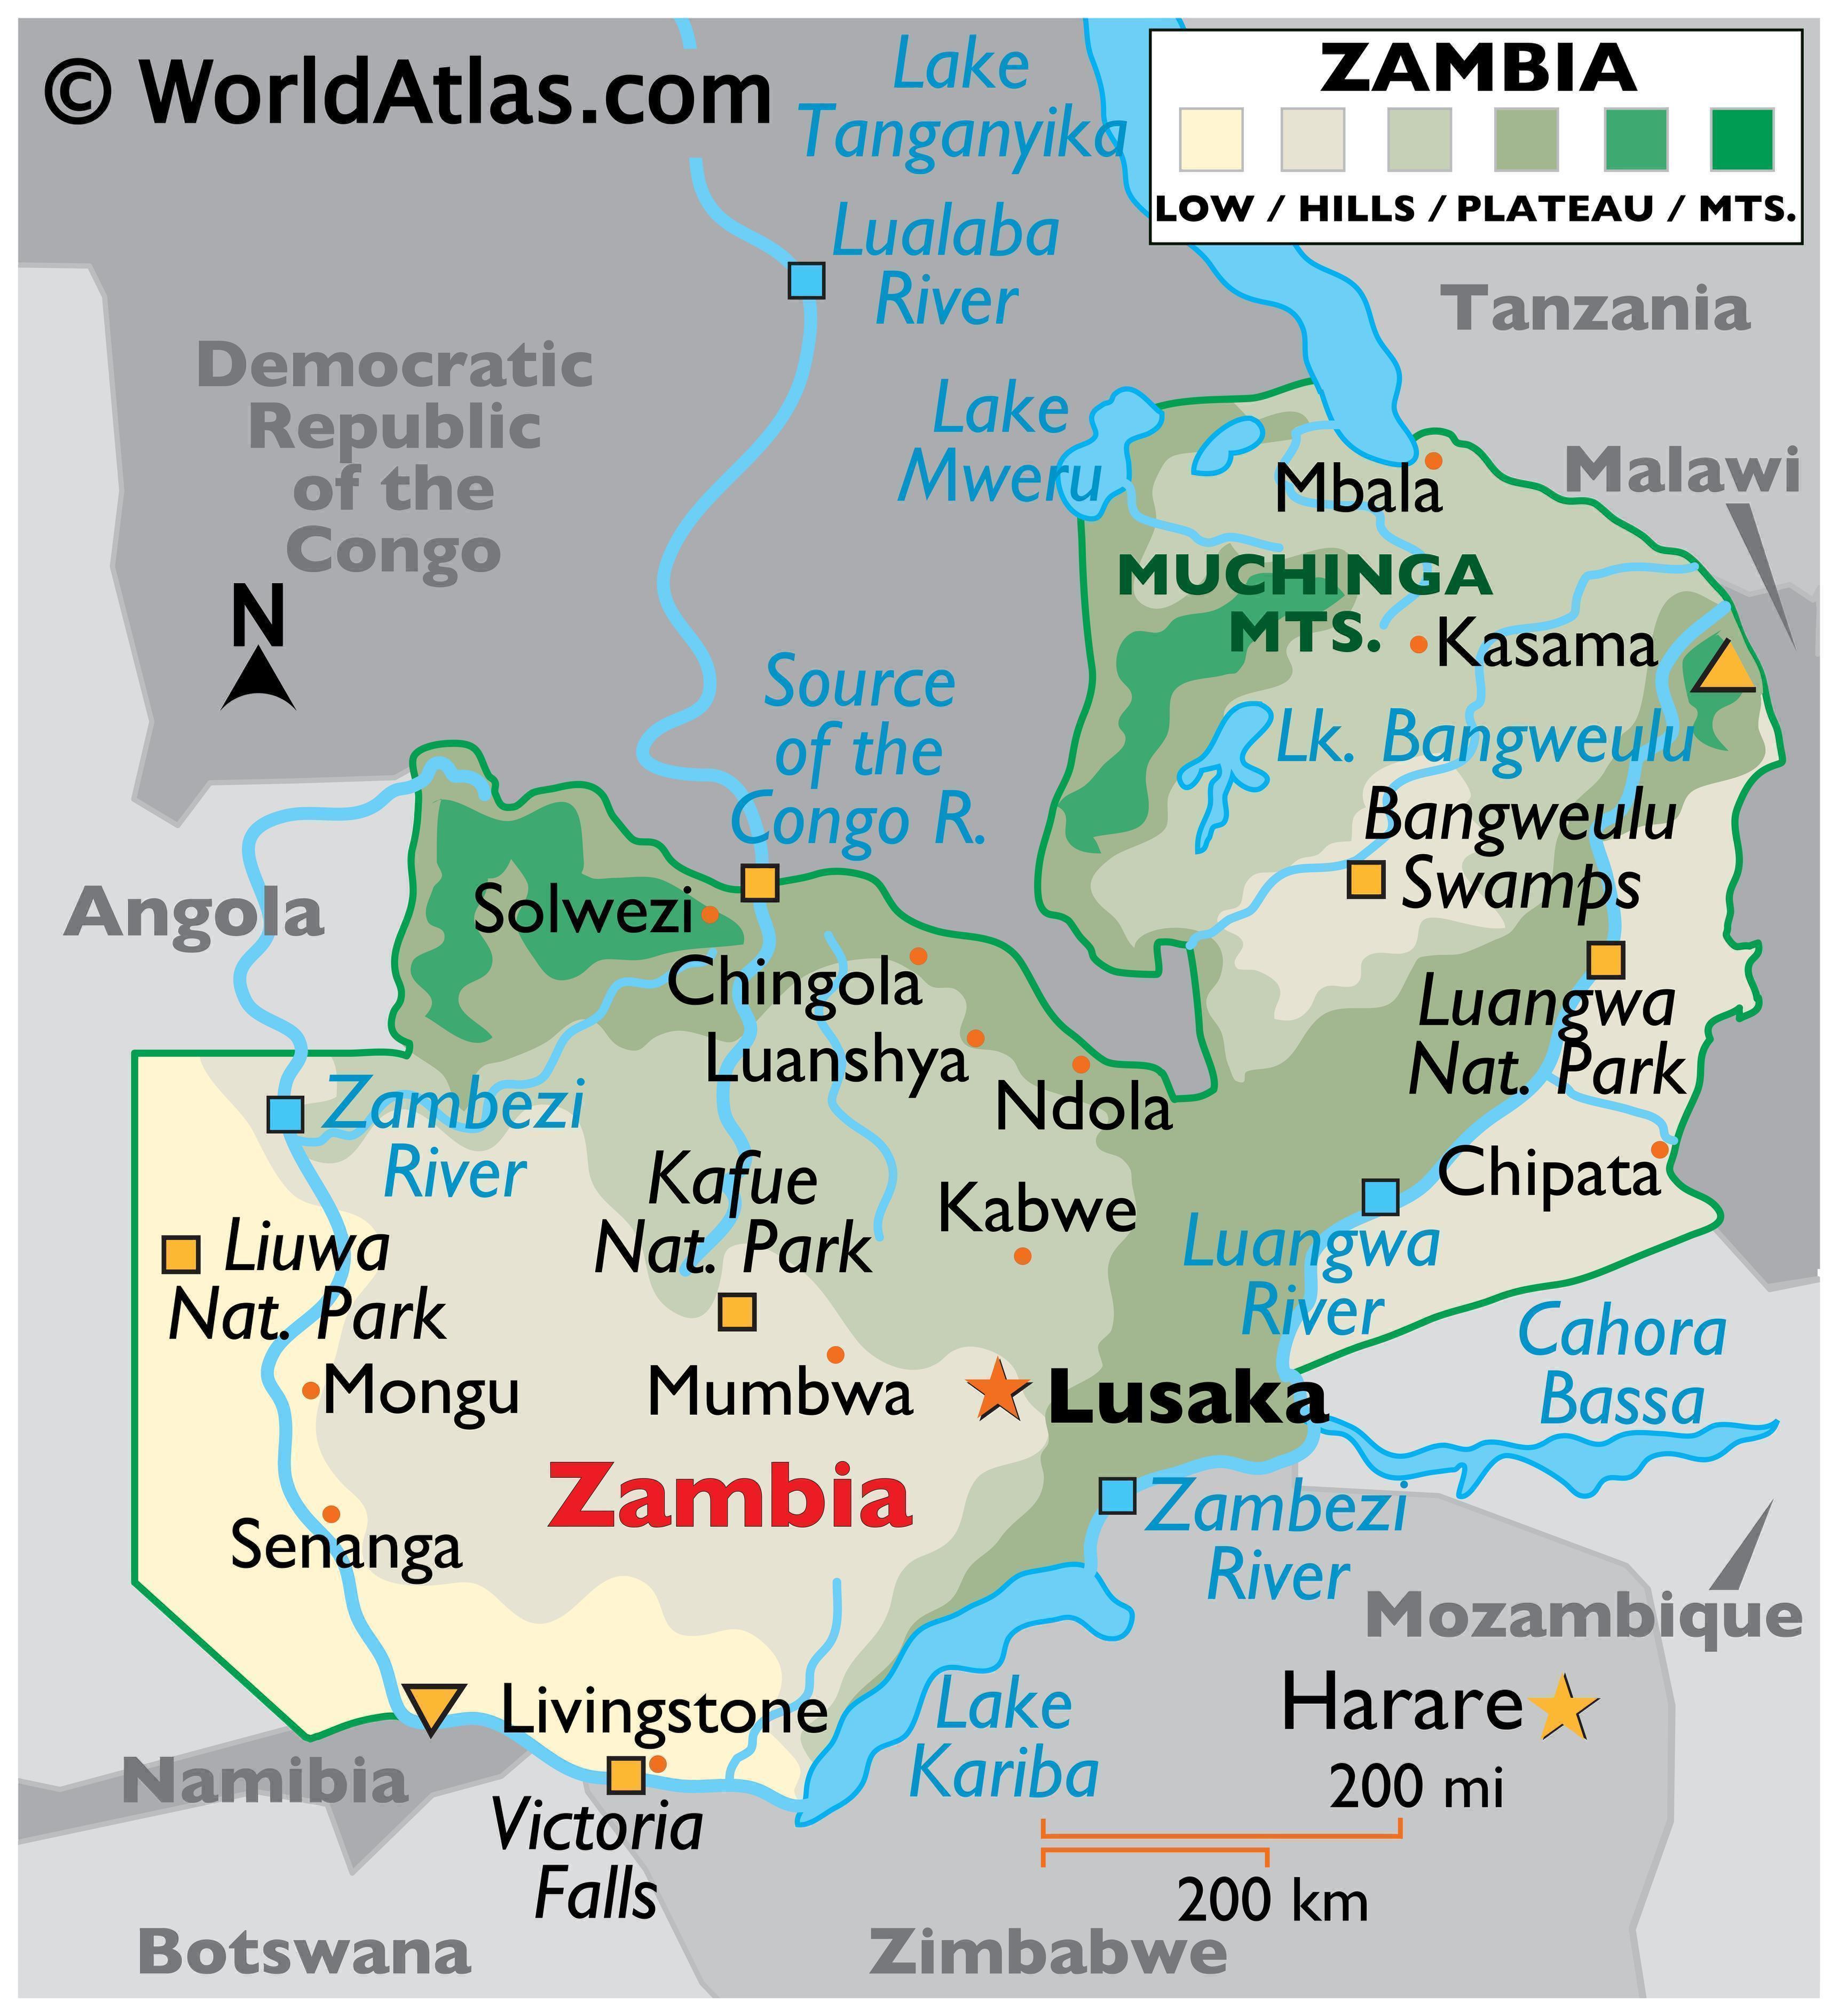 © WorldAtlas.com
Lake
Tanganyika
ZAMBIA
LOW / HILLS / PLATEAU / MTS.
Lualaba
River
Tanzania
Democratic
Republic
of the
Congo
Lake
Mweru
Mbala
Malawi
N
MUCHINGA
MTS.
Kasama
Source
of the
Congo R.
Lk. Bangweulu
Bangweulu
Swamps
Angola
Solwezi
Chingola
Luangwa
Nat. Park
Luanshya
Ndola
Zambezi
River
Chipata
Kafue
Nat. Park
Kabwe
Luangwa
River
Liuwa
Nat. Park
Cahora
Bassa
Mongu
Mumbwa
Lusaka
Zambia
Zambezi
River
Senanga
Mozambique
Livingstone
Lake
Kariba
Harare
Namibia
200 mi
Victoria
Falls
200 km
Botswana
Zimbabwe